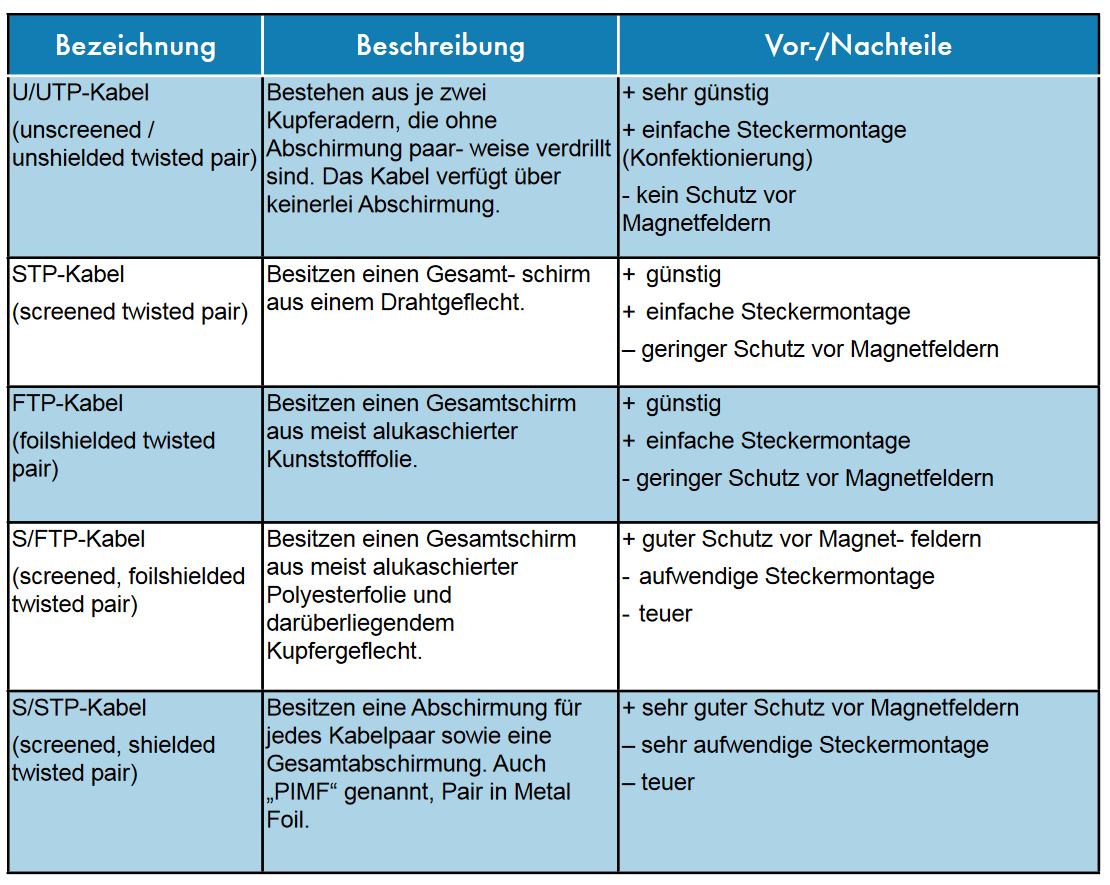 Bezeichnung
Beschreibung
Vor-/Nachteile
U/UTP-Kabel
(unscreened /
unshielded twisted pair)
Bestehen aus je zwei
Kupferadern, die ohne
Abschirmung paar- weise verdrillt
sind. Das Kabel verfügt über
keinerlei Abschirmung.
+ sehr günstig
+ einfache Steckermontage
(Konfektionierung)
- kein Schutz vor
Magnetfeldern
STP-Kabel
(screened twisted pair)
Besitzen einen Gesamt- schirm
aus einem Drahtgeflecht.
+ günstig
+ einfache Steckermontage
– geringer Schutz vor Magnetfeldern
FTP-Kabel
(foilshielded twisted
pair)
Besitzen einen Gesamtschirm
aus meist alukaschierter
Kunststofffolie.
+ günstig
+ einfache Steckermontage
- geringer Schutz vor Magnetfeldern
S/FTP-Kabel
(screened, foilshielded
twisted pair)
Besitzen einen Gesamtschirm
aus meist alukaschierter
Polyesterfolie und
darüberliegendem
Kupfergeflecht.
+ guter Schutz vor Magnet- feldern
- aufwendige Steckermontage
- teuer
S/STP-Kabel
(screened, shielded
twisted pair)
Besitzen eine Abschirmung für
jedes Kabelpaar sowie eine
Gesamtabschirmung. Auch
„PIMF“ genannt, Pair in Metal
Foil.
+ sehr guter Schutz vor Magnetfeldern
– sehr aufwendige Steckermontage
– teuer